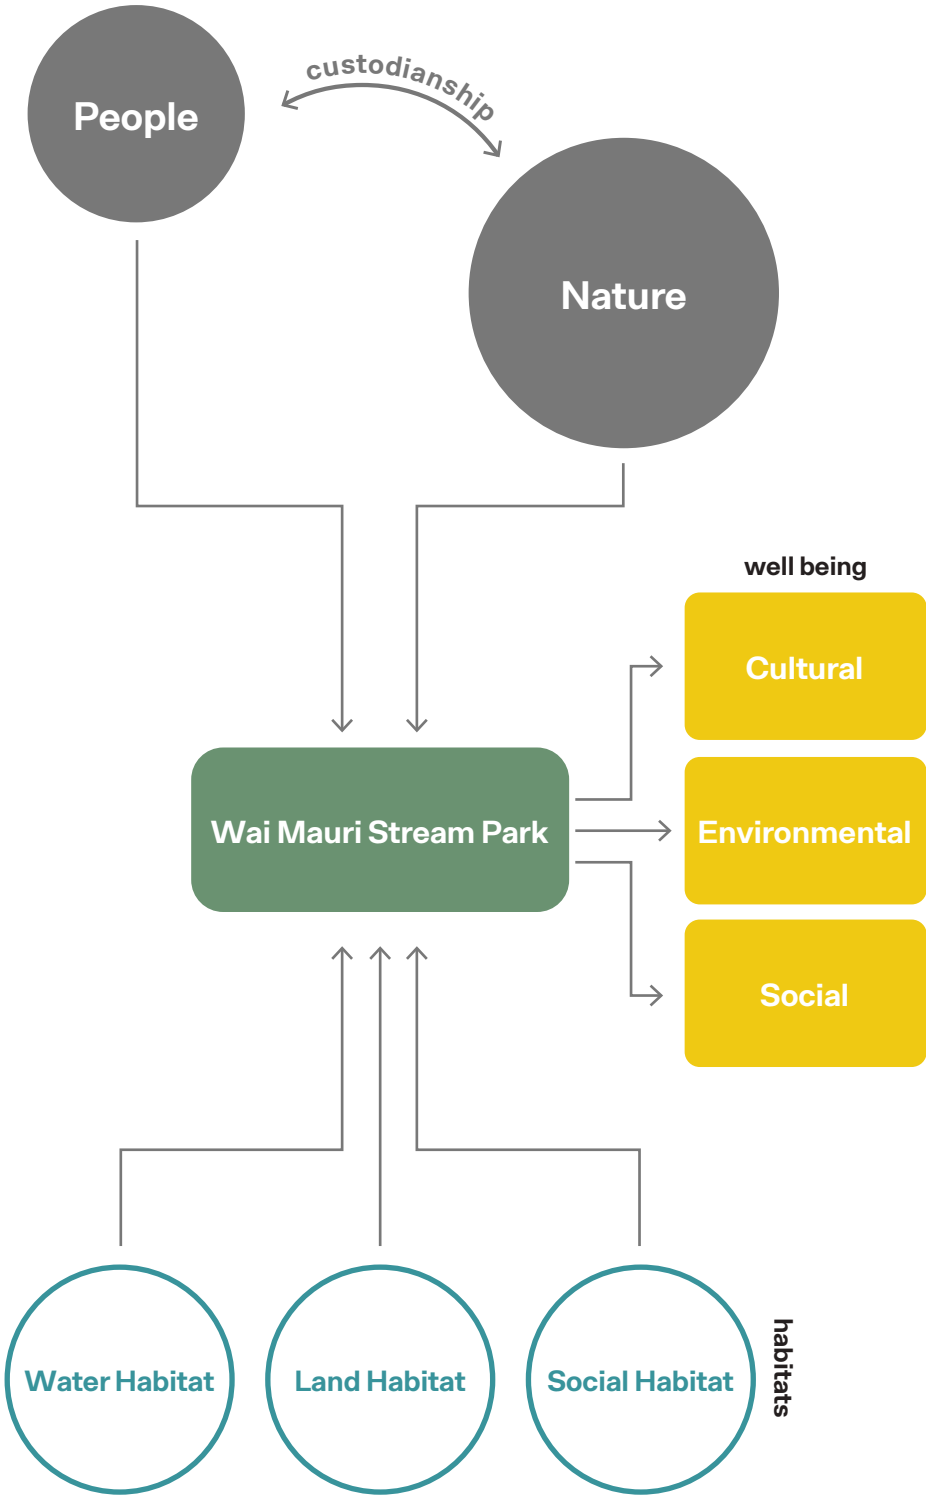 People
custodianship
Nature
well being
Cultural
Wai Mauri Stream Park
Environmental
Social
Water Habitat
Land Habitat
Social Habitat
habitats